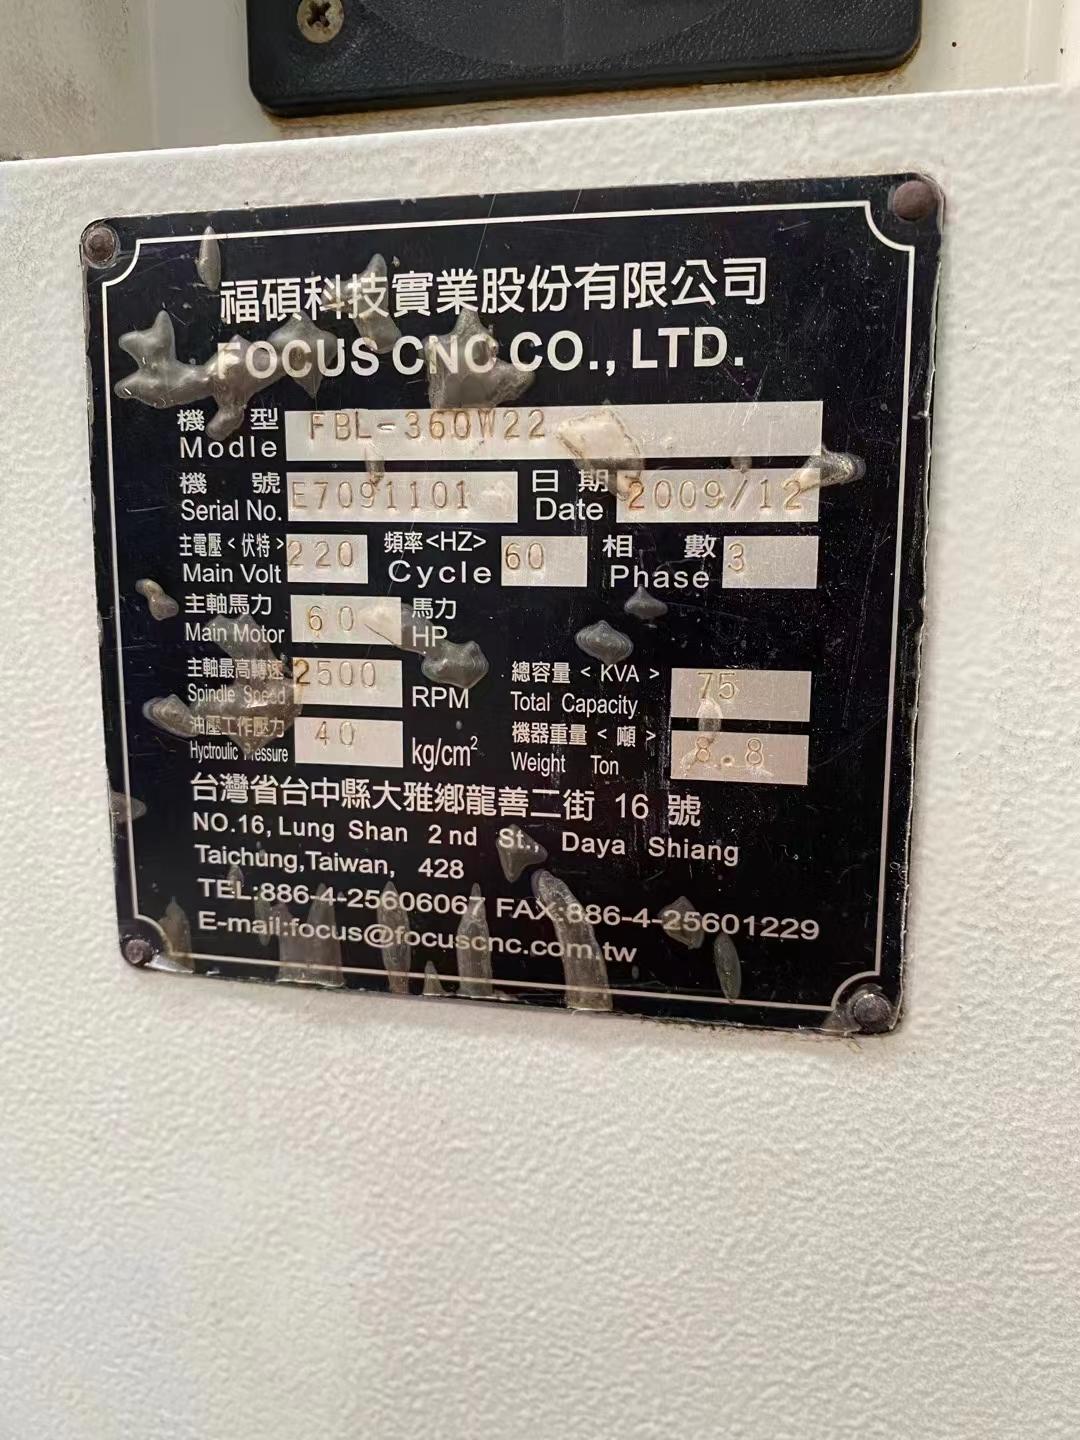 福碩科技實業股份有限公司
FOCUS CNC CO., LTD.
機 型 FBL-360W22
Modle
機 號 E7091101 日 期 2009/12
Serial No. Date
主電壓<伏特> 220 頻率<HZ> 60 相 數 3
Main Volt Cycle Phase
主軸馬力 60 馬力
Main Motor HP
主軸最高轉速 2500 RPM 總容量 < KVA > 75
Spindle Speed Total Capacity
油壓工作壓力 40 kg/cm² 機器重量 < 噸 > 8.8
Hyctroulic Pressure Weight Ton
台灣省台中縣大雅鄉龍善二街 16 號
NO.16, Lung Shan 2nd St., Daya Shiang
Taichung,Taiwan, 428
TEL:886-4-25606067 FAX:886-4-25601229
E-mail:focus@focuscnc.com.tw